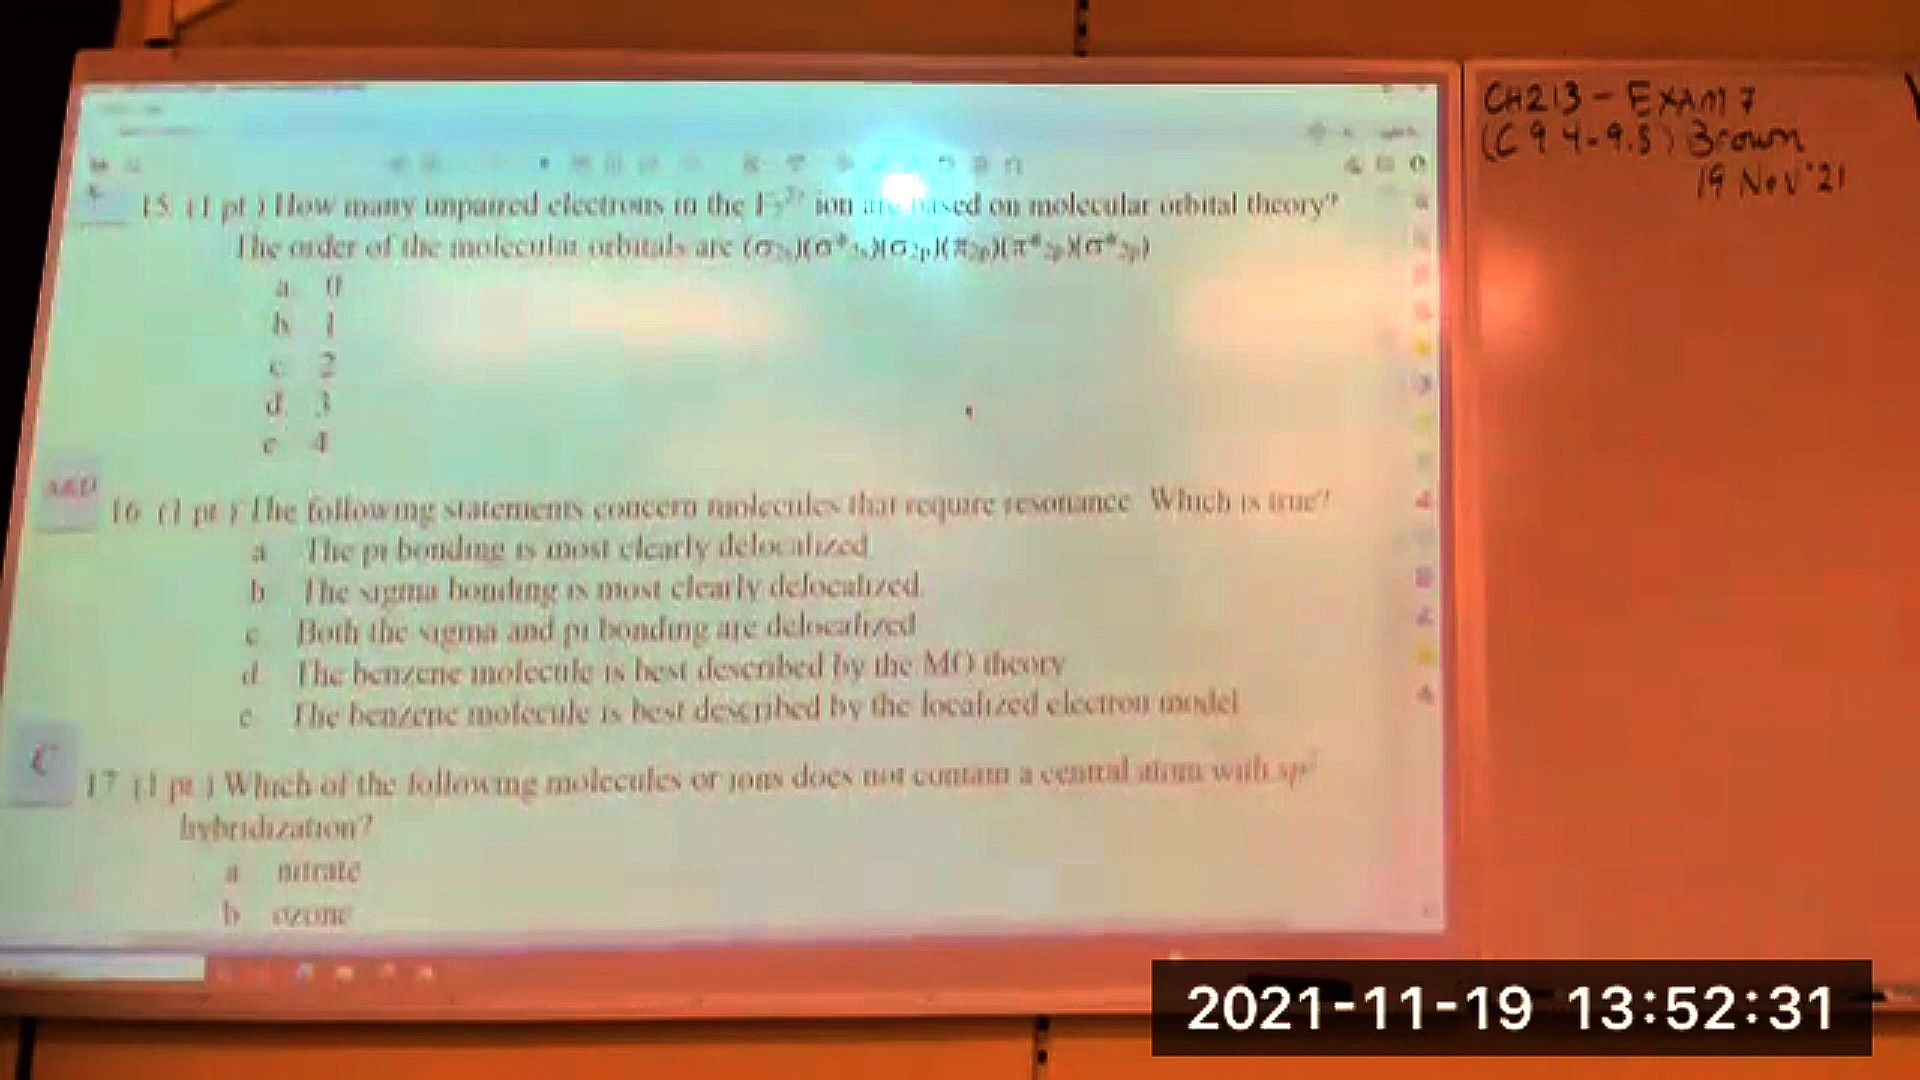 CH213 - EXAM 7
(C 9 4-9.5) Brown
19 Nov '21
15. (1 pt.) How many unpaired electrons in the F₂²⁺ ion are based on molecular orbital theory?
The order of the molecular orbitals are (σ2s)(σ*2s)(σ2p)(π2p)(π*2p)(σ*2p)
a. 0
b. 1
c. 2
d. 3
e. 4
A&D
16. (1 pt.) The following statements concern molecules that require resonance. Which is true?
a. The pi bonding is most clearly delocalized.
b. The sigma bonding is most clearly delocalized.
c. Both the sigma and pi bonding are delocalized
d. The benzene molecule is best described by the MO theory
e. The benzene molecule is best described by the localized electron model
C
17. (1 pt.) Which of the following molecules or ions does not contain a central atom with sp²
hybridization?
a. nitrate
b. ozone
2021-11-19 13:52:31